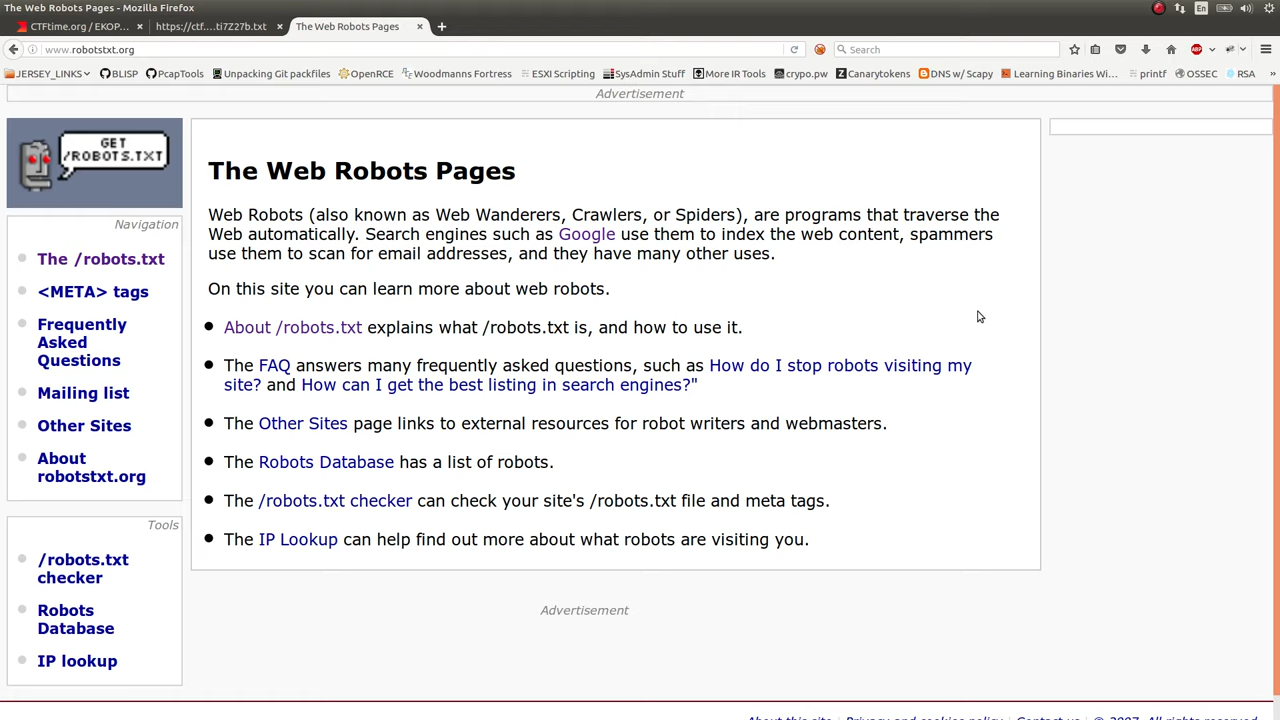 The Web Robots Pages - Mozilla Firefox
En
CTFtime.org / EKOP...
https://ctf....ti7Z27b.txt
The Web Robots Pages
www.robotstxt.org
Search
JERSEY_LINKS
BLISP
PcapTools
Unpacking Git packfiles
OpenRCE
Woodmanns Fortress
ESXI Scripting
SysAdmin Stuff
More IR Tools
crypo.pw
Canarytokens
DNS w/ Scapy
Learning Binaries Wi...
printf
OSSEC
RSA
Advertisement
GET
/ROBOTS.TXT
Navigation
The /robots.txt
<META> tags
Frequently
Asked
Questions
Mailing list
Other Sites
About
robotstxt.org
Tools
/robots.txt
checker
Robots
Database
IP lookup
The Web Robots Pages
Web Robots (also known as Web Wanderers, Crawlers, or Spiders), are programs that traverse the
Web automatically. Search engines such as Google use them to index the web content, spammers
use them to scan for email addresses, and they have many other uses.
On this site you can learn more about web robots.
About /robots.txt explains what /robots.txt is, and how to use it.
The FAQ answers many frequently asked questions, such as How do I stop robots visiting my
site? and How can I get the best listing in search engines?"
The Other Sites page links to external resources for robot writers and webmasters.
The Robots Database has a list of robots.
The /robots.txt checker can check your site's /robots.txt file and meta tags.
The IP Lookup can help find out more about what robots are visiting you.
Advertisement
About this site | Privacy and cookies policy | Contact us | © 2007, All rights reserved.